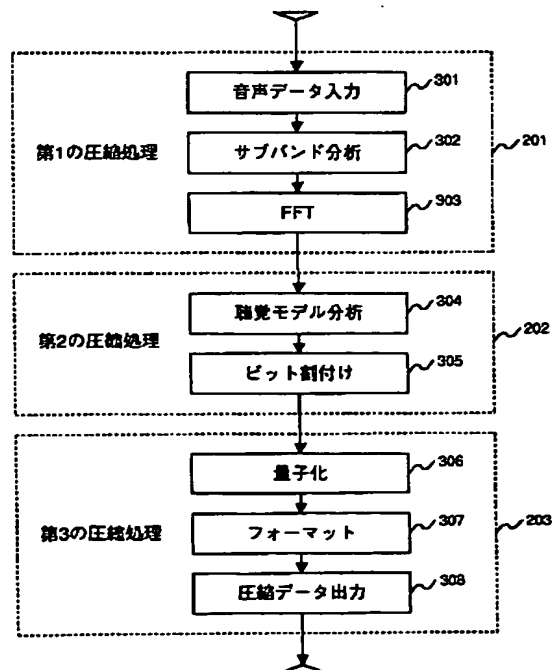 音声データ入力
301
第1の圧縮処理
サブバンド分析
302
201
FFT
303
聴覚モデル分析
304
第2の圧縮処理
202
ビット割付け
305
量子化
306
第3の圧縮処理
フォーマット
307
203
圧縮データ出力
308